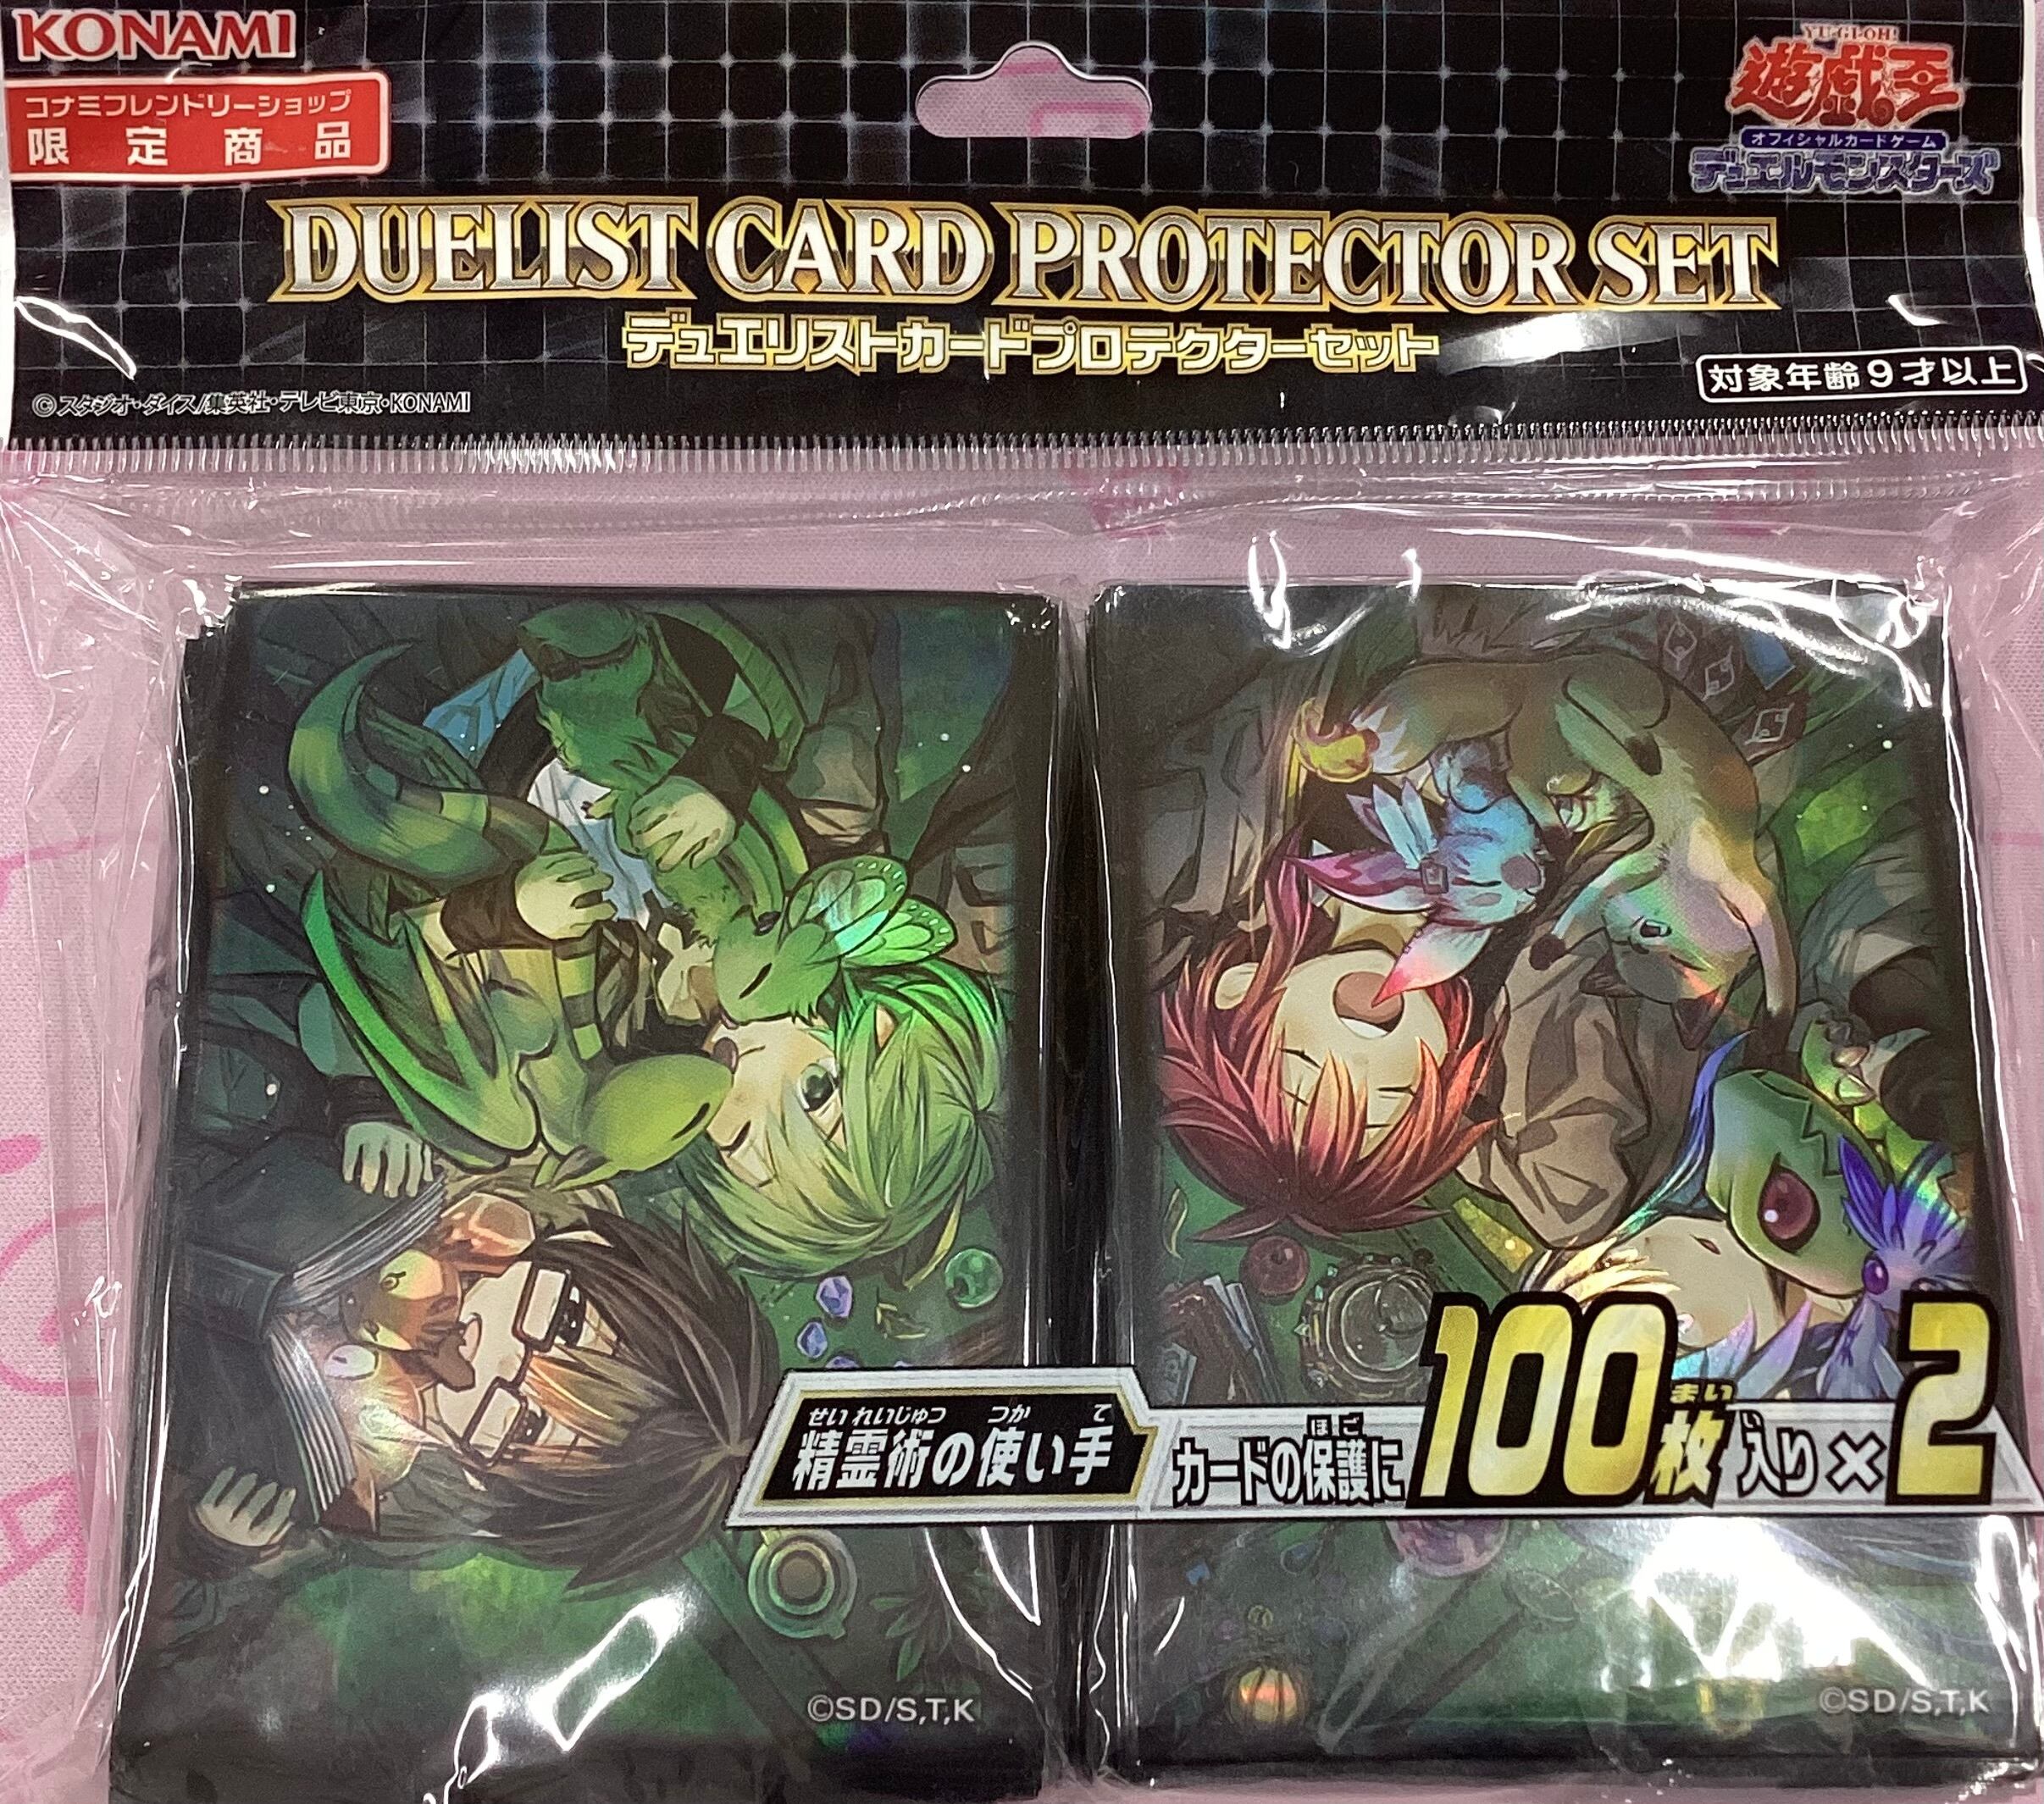 KONAMI
コナミフレンドリーショップ
限定商品
YU-GI-OH!
遊戯王
オフィシャルカードゲーム
デュエルモンスターズ
DUELIST CARD PROTECTOR SET
デュエリストカードプロテクターセット
対象年齢9才以上
©スタジオ・ダイス/集英社・テレビ東京・KONAMI
せいれいじゅつ つか て
精霊術の使い手
ほご まい い
カードの保護に100枚入り×2
©SD/S,T,K
©SD/S,T,K